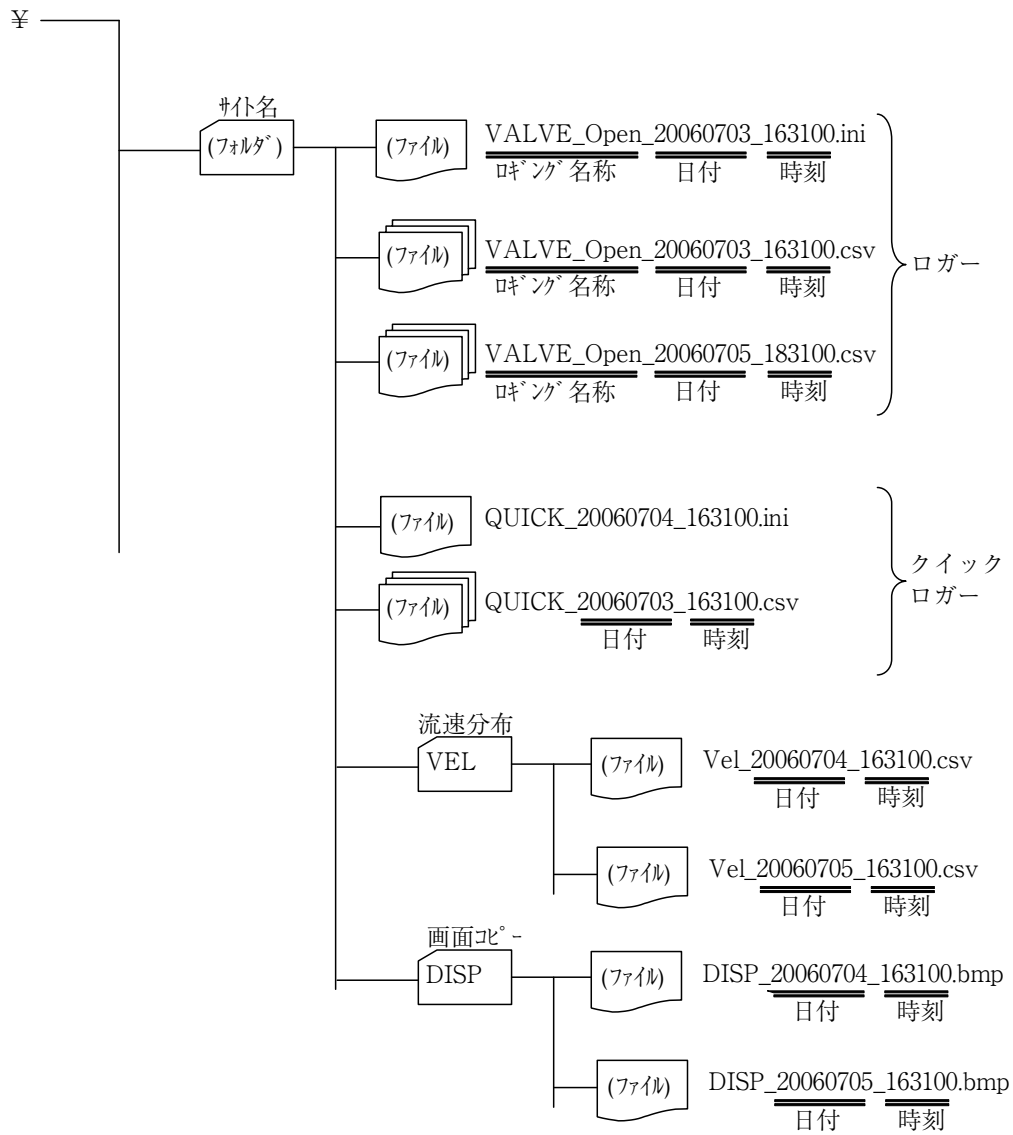 ¥
ｻｲﾄ名
(ﾌｫﾙﾀﾞ)
(ﾌｧｲﾙ)
VALVE_Open_20060703_163100.ini
ﾛｷﾞﾝｸﾞ名称 日付 時刻
(ﾌｧｲﾙ)
VALVE_Open_20060703_163100.csv
ﾛｷﾞﾝｸﾞ名称 日付 時刻
ロガー
(ﾌｧｲﾙ)
VALVE_Open_20060705_183100.csv
ﾛｷﾞﾝｸﾞ名称 日付 時刻
(ﾌｧｲﾙ)
QUICK_20060704_163100.ini
クイック
ロガー
(ﾌｧｲﾙ)
QUICK_20060703_163100.csv
日付 時刻
流速分布
VEL
(ﾌｧｲﾙ)
Vel_20060704_163100.csv
日付 時刻
(ﾌｧｲﾙ)
Vel_20060705_163100.csv
日付 時刻
画面ｺﾋﾟｰ
DISP
(ﾌｧｲﾙ)
DISP_20060704_163100.bmp
日付 時刻
(ﾌｧｲﾙ)
DISP_20060705_163100.bmp
日付 時刻